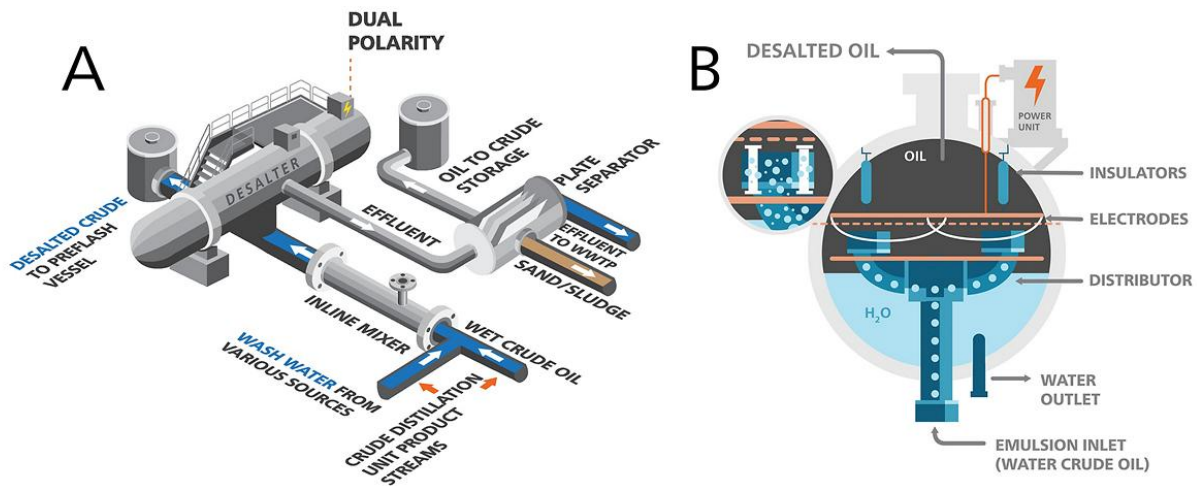 A
DUAL
POLARITY
DESALTER
DESALTED CRUDE
TO PREFLASH
VESSEL
OIL TO CRUDE
STORAGE
PLATE
SEPARATOR
EFFLUENT
EFFLUENT
TO WWTP
SAND/SLUDGE
INLINE MIXER
WET CRUDE OIL
WASH WATER FROM
VARIOUS SOURCES
CRUDE DISTILLATION
UNIT PRODUCT
STREAMS
B
DESALTED OIL
POWER
UNIT
OIL
INSULATORS
ELECTRODES
DISTRIBUTOR
H₂O
WATER
OUTLET
EMULSION INLET
(WATER CRUDE OIL)